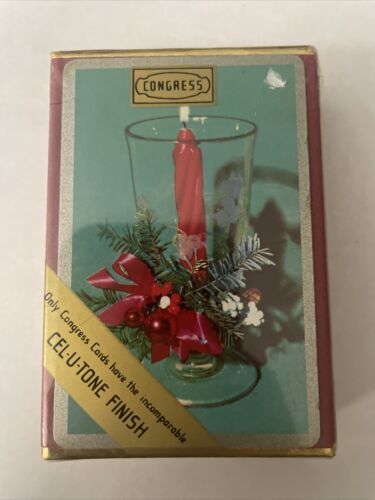 CONGRESS
Only Congress Cards have the incomparable
CEL-U-TONE FINISH